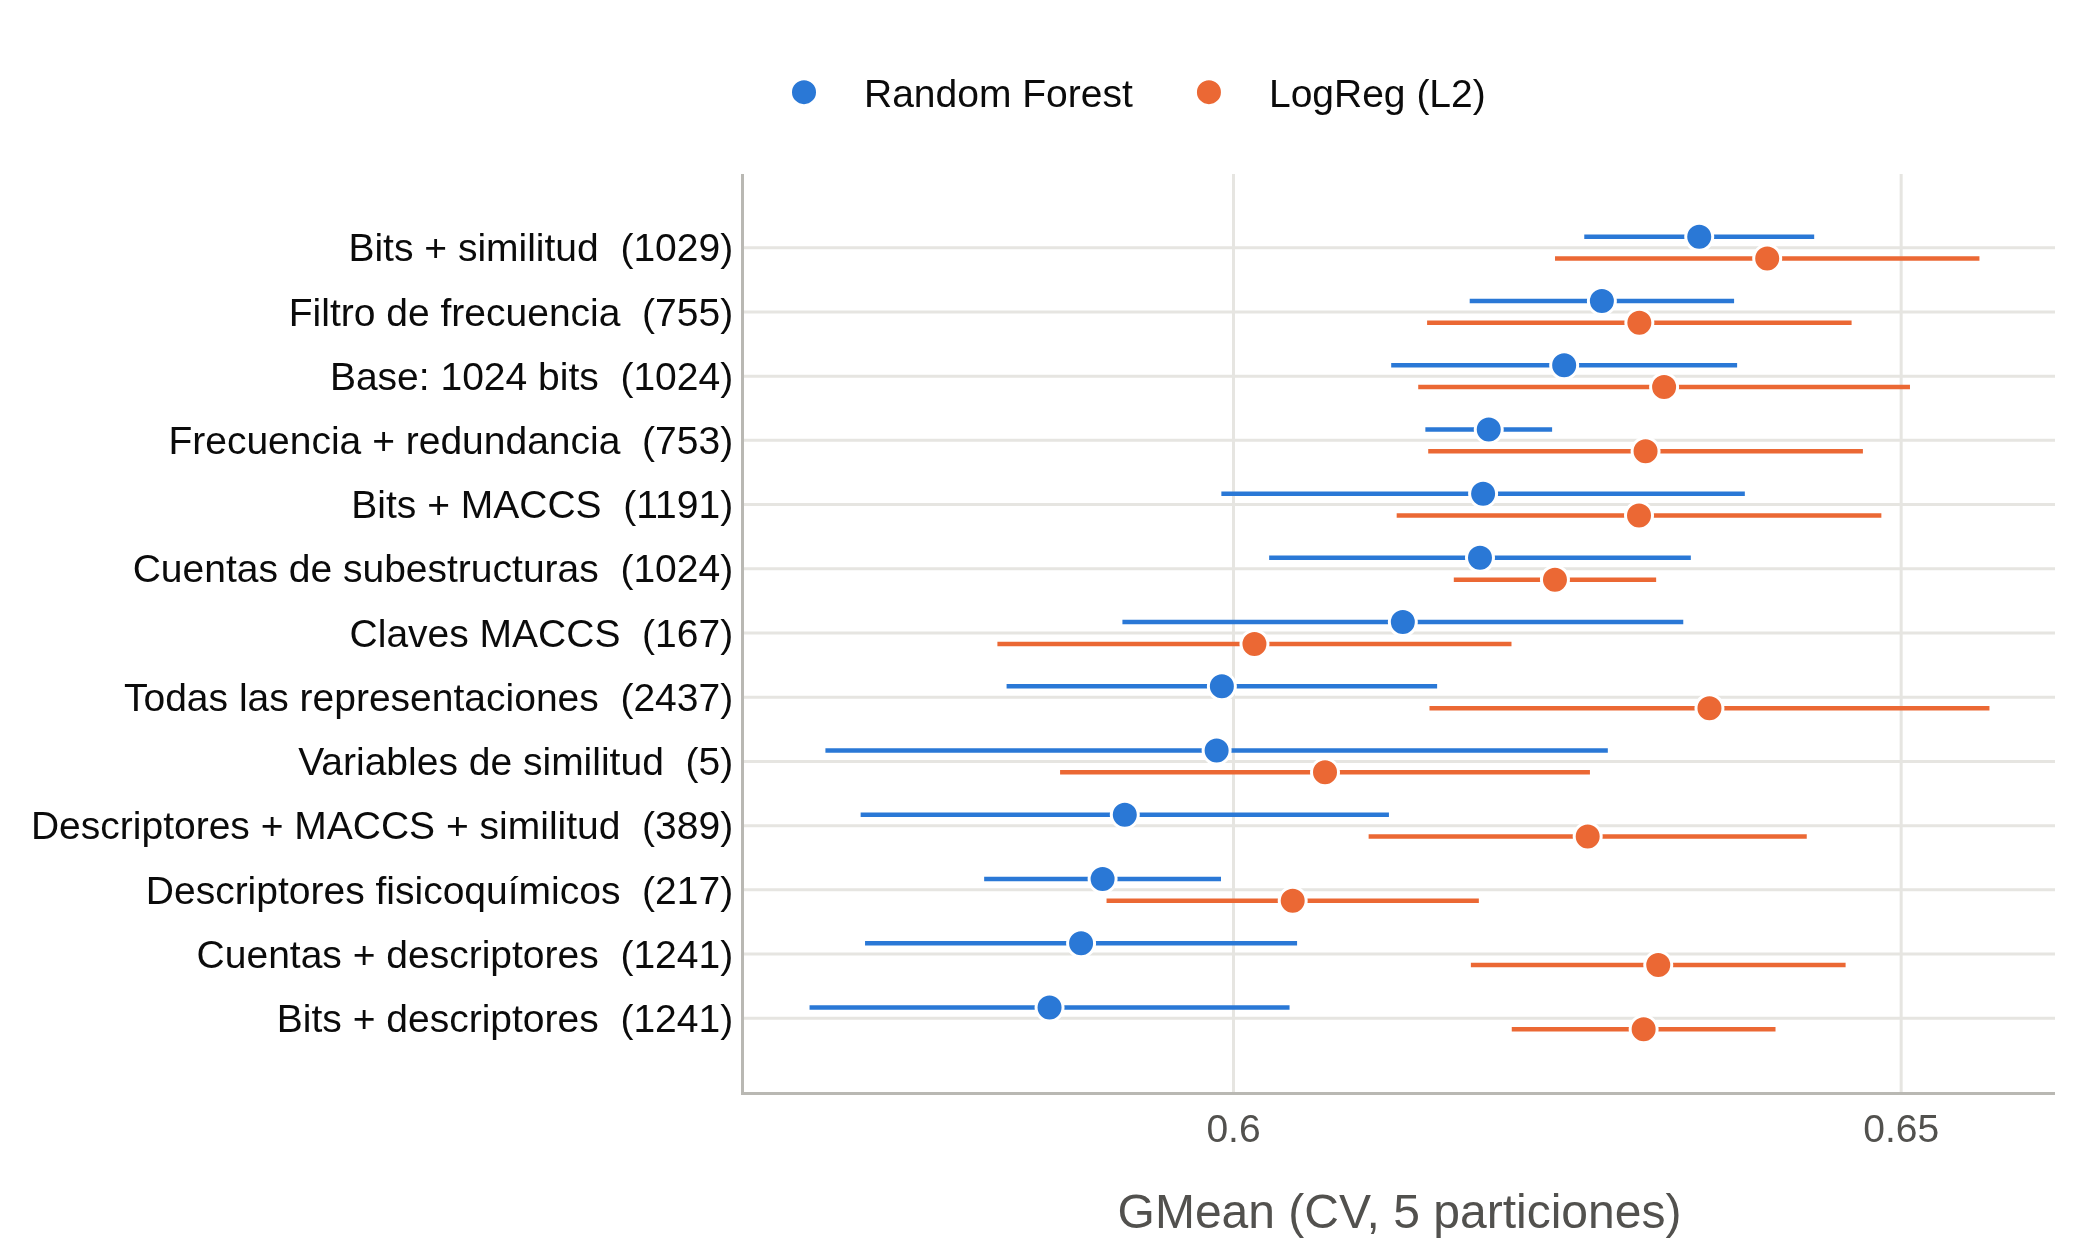 Random Forest LogReg (L2)
Bits + similitud (1029)
Filtro de frecuencia (755)
Base: 1024 bits (1024)
Frecuencia + redundancia (753)
Bits + MACCS (1191)
Cuentas de subestructuras (1024)
Claves MACCS (167)
Todas las representaciones (2437)
Variables de similitud (5)
Descriptores + MACCS + similitud (389)
Descriptores fisicoquímicos (217)
Cuentas + descriptores (1241)
Bits + descriptores (1241)
0.6 0.65
GMean (CV, 5 particiones)